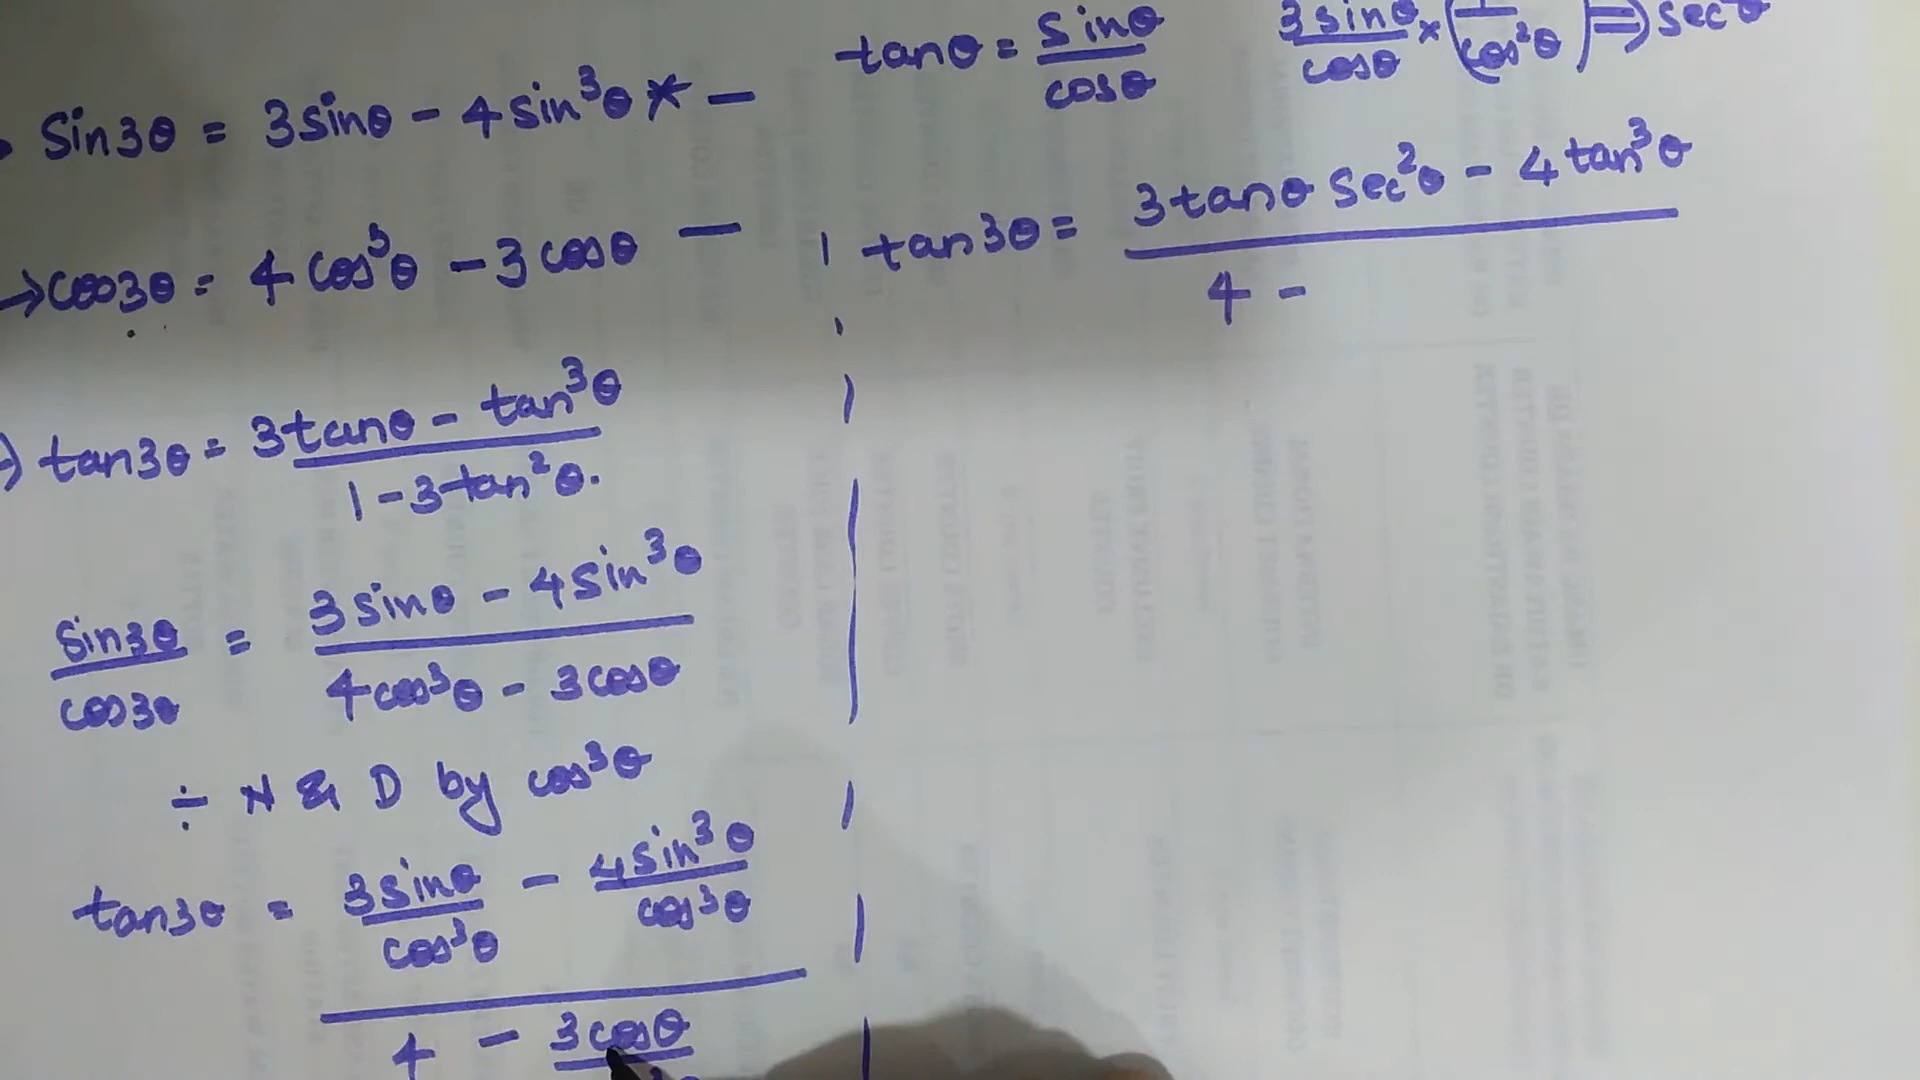 Sin3θ = 3sinθ - 4sin³θ * -
→ cos3θ = 4cos³θ - 3cosθ -
tan3θ = 3tanθ - tan³θ
1 - 3tan²θ.
sin3θ = 3sinθ - 4sin³θ
cos3θ 4cos³θ - 3cosθ
÷ N & D by cos³θ
tan3θ = 3sinθ - 4sin³θ
cos³θ cos³θ
4 - 3cosθ
tanθ = sinθ
cosθ
3sinθ × (1
cosθ cos²θ) ⇒ sec²θ
tan3θ = 3tanθ sec²θ - 4tan³θ
4 -